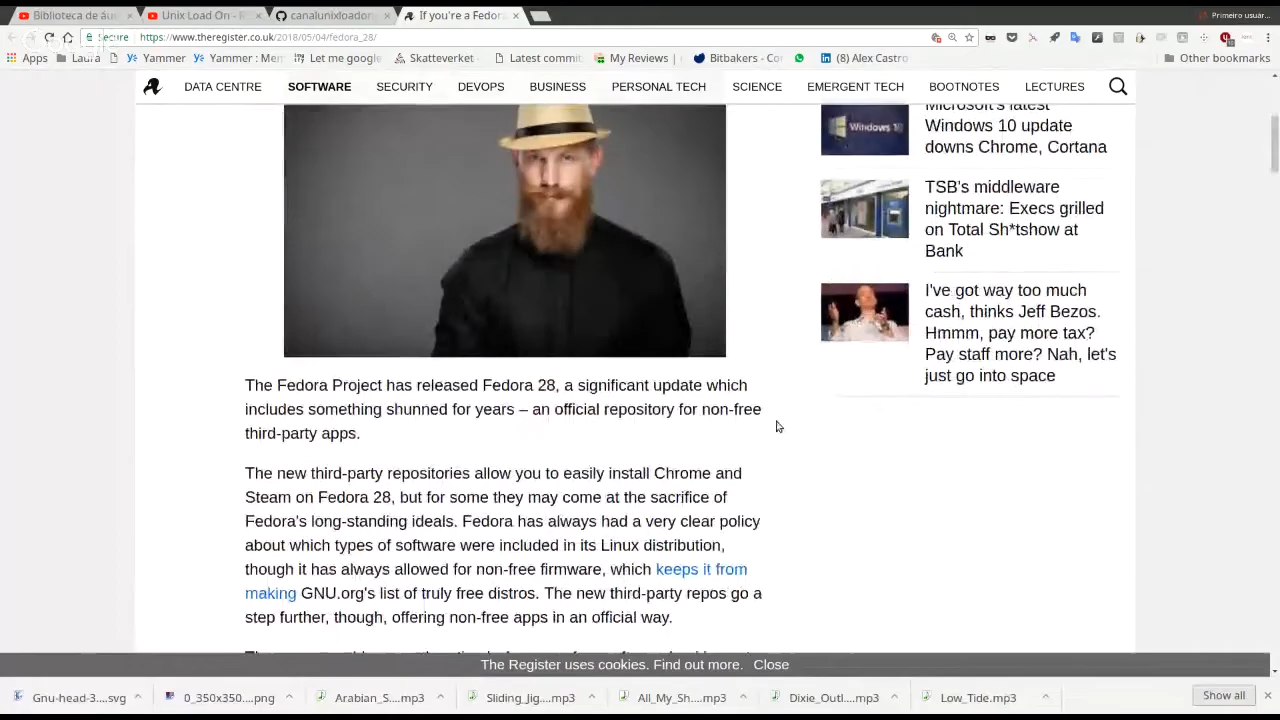 Biblioteca de áu
Unix Load On - 
canalunixloador
If you're a Fedora
Primeiro usuár...
Secure
https://www.theregister.co.uk/2018/05/04/fedora_28/
Apps
Laura
Yammer
Yammer : Mem
Let me google
Skatteverket
Latest commit
My Reviews
Bitbakers - Cor
(8) Alex Castro
Other bookmarks
DATA CENTRE SOFTWARE SECURITY DEVOPS BUSINESS PERSONAL TECH SCIENCE EMERGENT TECH BOOTNOTES LECTURES
Microsoft's latest
Windows 10 update
downs Chrome, Cortana
Windows 10
TSB's middleware
nightmare: Execs grilled
on Total Sh*tshow at
Bank
I've got way too much
cash, thinks Jeff Bezos.
Hmmm, pay more tax?
Pay staff more? Nah, let's
just go into space
The Fedora Project has released Fedora 28, a significant update which
includes something shunned for years – an official repository for non-free
third-party apps.
The new third-party repositories allow you to easily install Chrome and
Steam on Fedora 28, but for some they may come at the sacrifice of
Fedora's long-standing ideals. Fedora has always had a very clear policy
about which types of software were included in its Linux distribution,
though it has always allowed for non-free firmware, which keeps it from
making GNU.org's list of truly free distros. The new third-party repos go a
step further, though, offering non-free apps in an official way.
The Register uses cookies. Find out more. Close
Gnu-head-3....svg
0_350x350....png
Arabian_S....mp3
Sliding_Jig....mp3
All_My_Sh....mp3
Dixie_Outl....mp3
Low_Tide.mp3
Show all